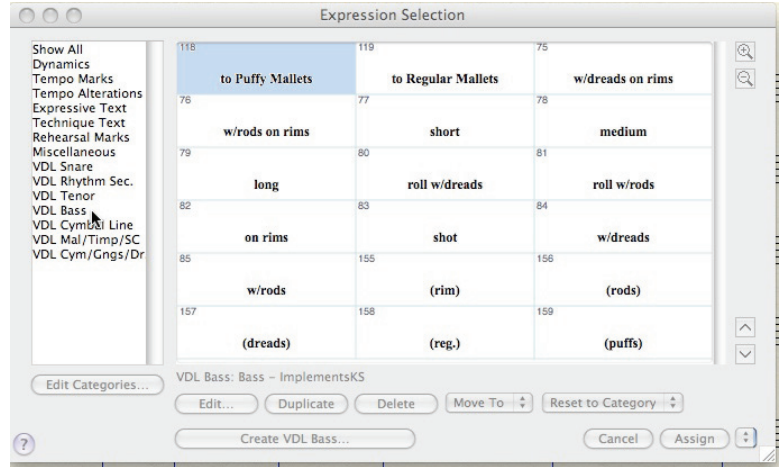 Expression Selection
Show All
Dynamics
Tempo Marks
Tempo Alterations
Expressive Text
Technique Text
Rehearsal Marks
Miscellaneous
VDL Snare
VDL Rhythm Sec.
VDL Tenor
VDL Bass
VDL Cymbal Line
VDL Mal/Timp/SC
VDL Cym/Gngs/Dr
118 119 75
to Puffy Mallets to Regular Mallets w/dreads on rims
76 77 78
w/rods on rims short medium
79 80 81
long roll w/dreads roll w/rods
82 83 84
on rims shot w/dreads
85 155 156
w/rods (rim) (rods)
157 158 159
(dreads) (reg.) (puffs)
Edit Categories...
VDL Bass: Bass – ImplementsKS
Edit... Duplicate Delete Move To Reset to Category
? Create VDL Bass... Cancel Assign